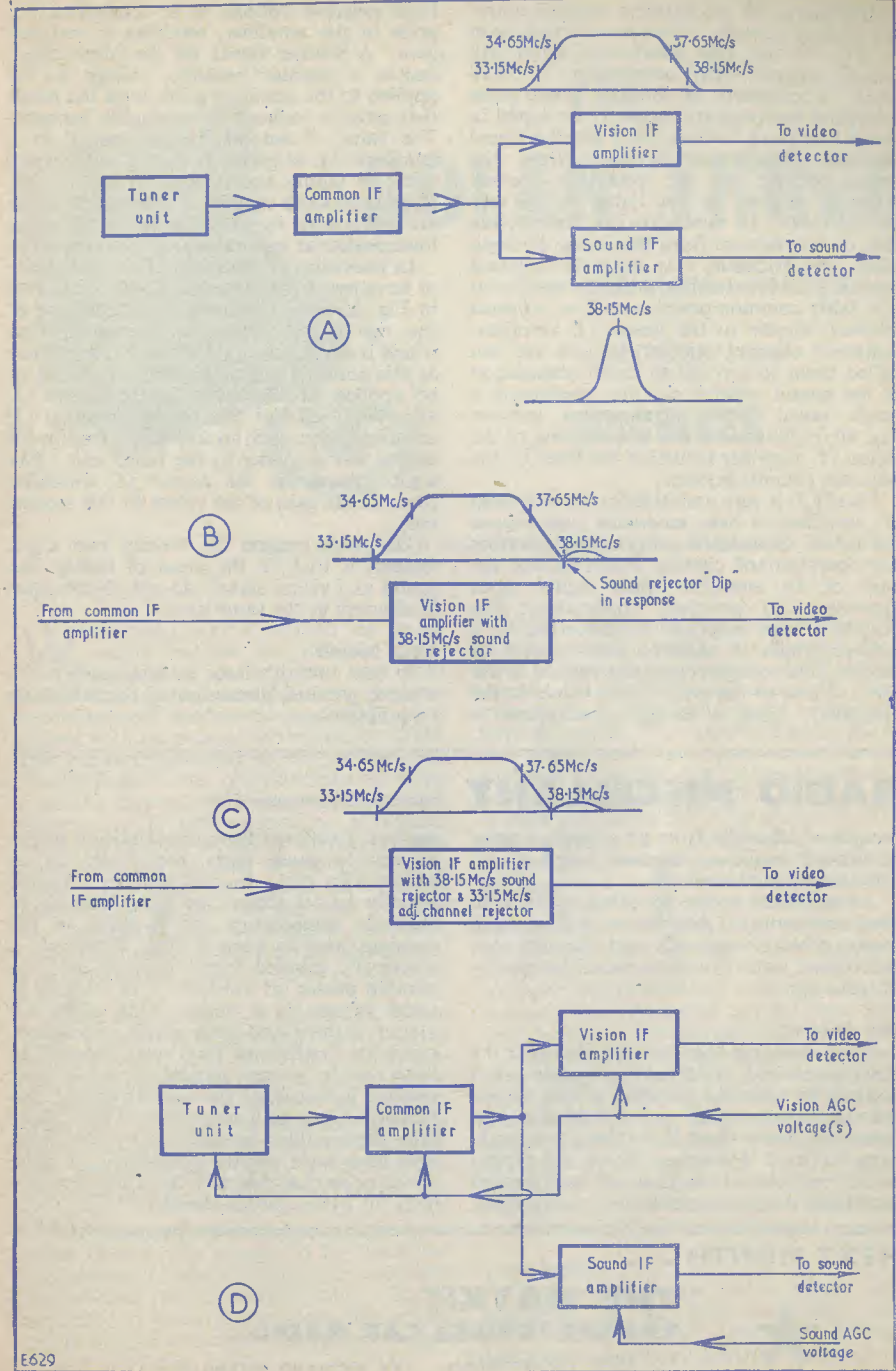 34·65Mc/s
37·65Mc/s
33·15Mc/s
38·15Mc/s
Vision IF
amplifier
To video
detector
Tuner
unit
Common IF
amplifier
Sound IF
amplifier
To sound
detector
A
38·15Mc/s
B
34·65Mc/s
37·65Mc/s
33·15Mc/s
38·15Mc/s
Sound rejector "Dip"
in response
From common IF
amplifier
Vision IF
amplifier with
38·15Mc/s sound
rejector
To video
detector
C
34·65Mc/s
37·65Mc/s
33·15Mc/s
38·15Mc/s
From common
IF amplifier
Vision IF amplifier
with 38·15Mc/s sound
rejector & 33·15Mc/s
adj. channel rejector
To video
detector
Vision IF
amplifier
To video
detector
Tuner
unit
Common IF
amplifier
Vision AGC
voltage(s)
Sound IF
amplifier
To sound
detector
D
Sound AGC
voltage
E629